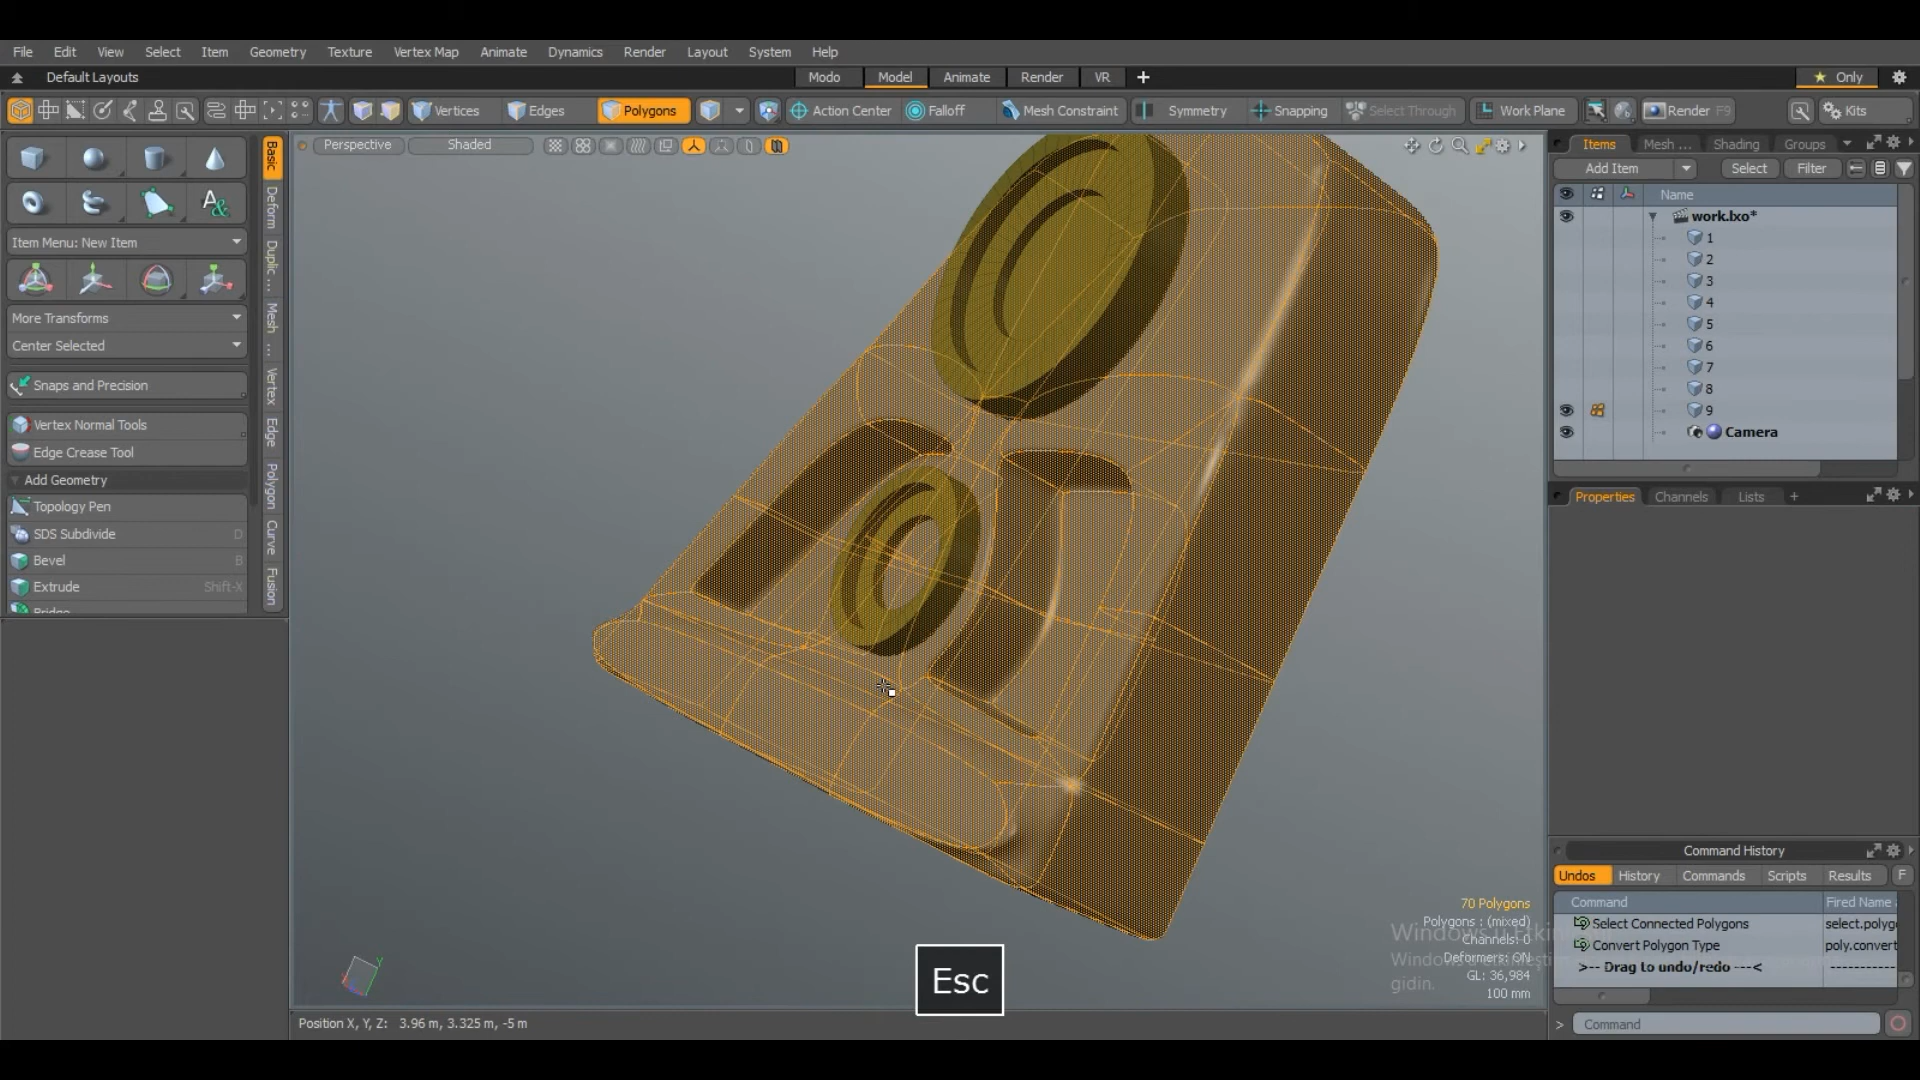 File Edit View Select Item Geometry Texture Vertex Map Animate Dynamics Render Layout System Help
Default Layouts Modo Model Animate Render VR + Only
Vertices Edges Polygons Action Center Falloff Mesh Constraint Symmetry Snapping Select Through Work Plane Render F9 Kits
Perspective Shaded
Basic
Deform
Duplic ...
Mesh ...
Vertex
Edge
Polygon
Curve
Fusion
Item Menu: New Item
More Transforms
Center Selected
Snaps and Precision
Vertex Normal Tools
Edge Crease Tool
Add Geometry
Topology Pen
SDS Subdivide D
Bevel B
Extrude Shift-X
Bridge
Items Mesh ... Shading Groups
Add Item Select Filter
Name
work.lxo*
1
2
3
4
5
6
7
8
9
Camera
Properties Channels Lists +
Command History
Undos History Commands Scripts Results F
Command Fired Name
Select Connected Polygons select.polyg
Convert Polygon Type poly.convert
>-- Drag to undo/redo ---< -----------
> Command
70 Polygons
Polygons : (mixed)
Channels: 0
Deformers: ON
GL: 36,984
100 mm
gidin.
Esc
Position X, Y, Z: 3.96 m, 3.325 m, -5 m